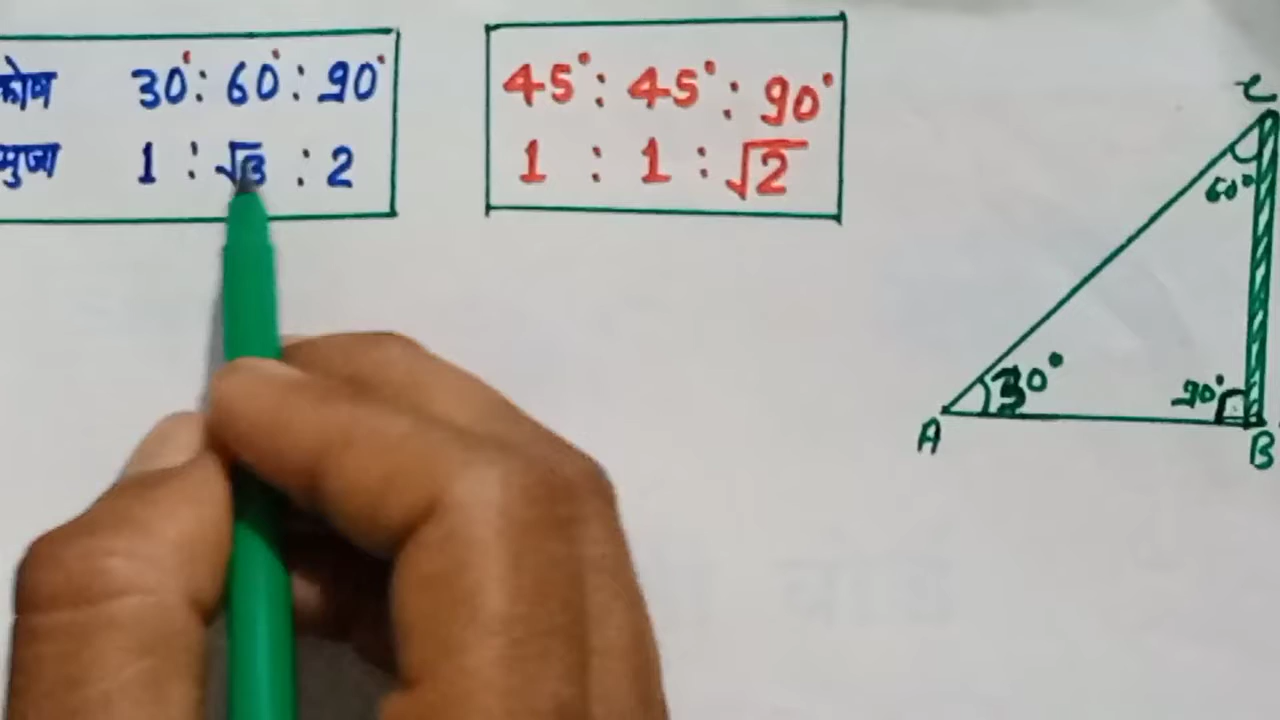 कोण 30° : 60° : 90°
भुजा 1 : √3 : 2
45° : 45° : 90°
1 : 1 : √2
C
60°
30°
90°
A
B